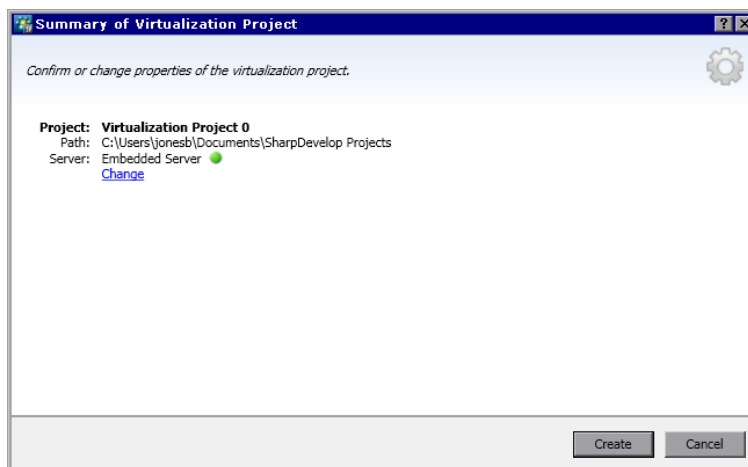 Summary of Virtualization Project
Confirm or change properties of the virtualization project.
Project: Virtualization Project 0
Path: C:\Users\jonesb\Documents\SharpDevelop Projects
Server: Embedded Server
Change
Create Cancel